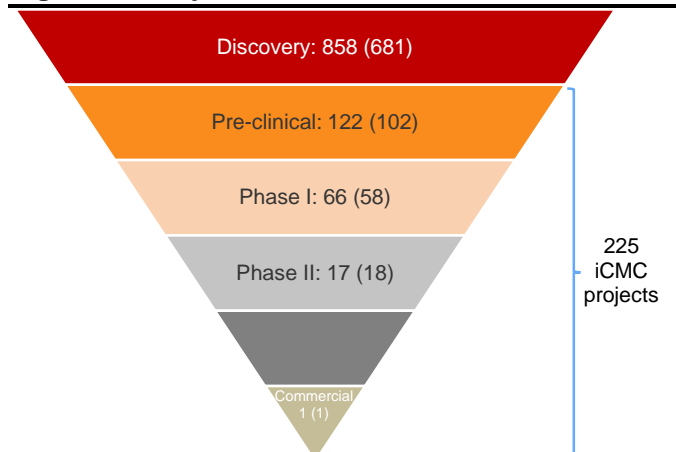 Discovery: 858 (681)
Pre-clinical: 122 (102)
Phase I: 66 (58)
Phase II: 17 (18)
225
iCMC
projects
Commercial
1 (1)